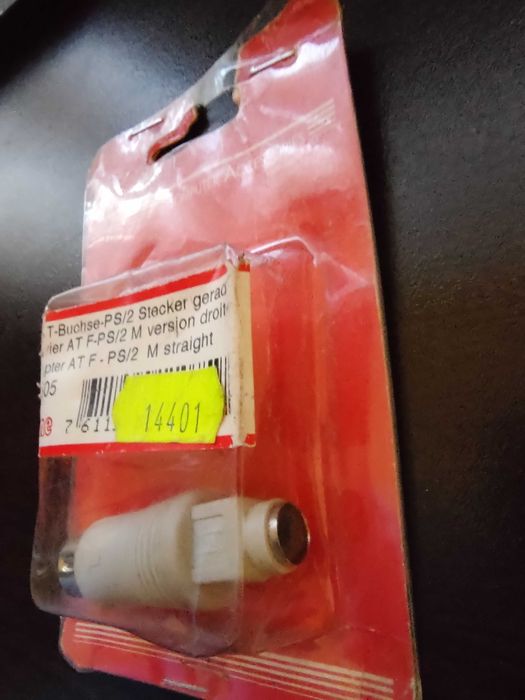 T-Buchse-PS/2 Stecker gerad
ier AT F-PS/2 M version droit
pter AT F - PS/2 M straight
05
14401
7 611